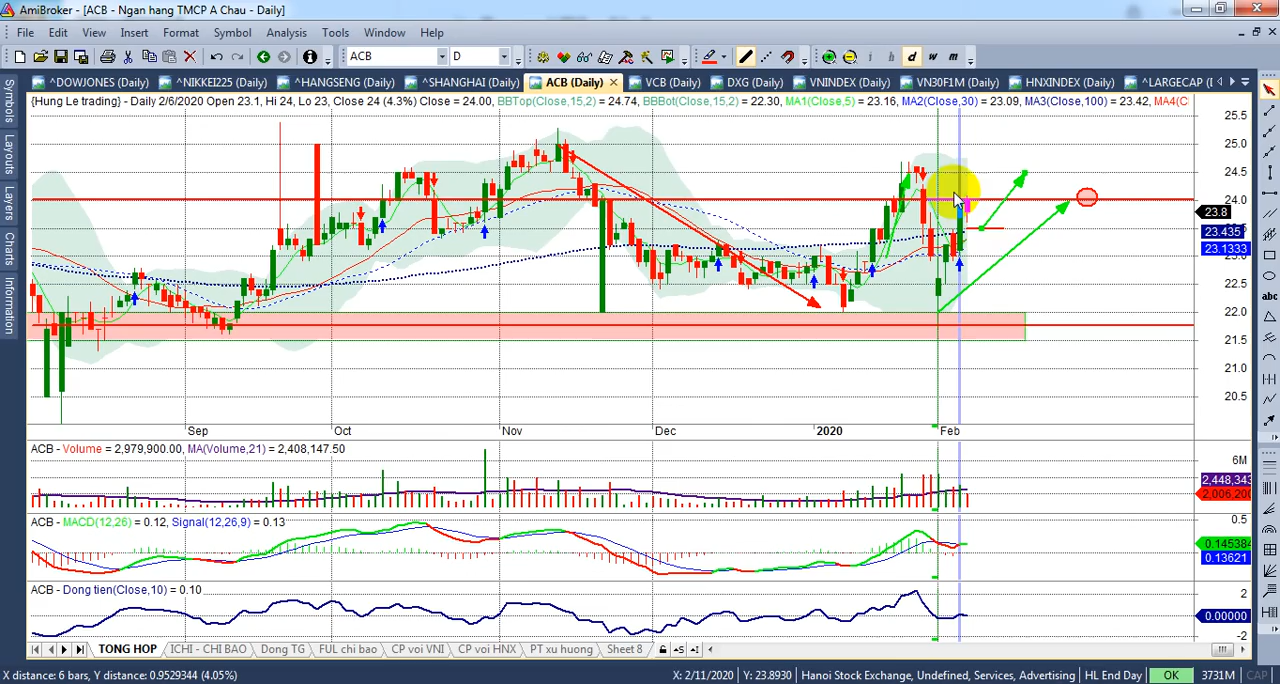 AmiBroker - [ACB - Ngan hang TMCP A Chau - Daily]
File Edit View Insert Format Symbol Analysis Tools Window Help
ACB D i h d w m
^DOWJONES (Daily) ^NIKKEI225 (Daily) ^HANGSENG (Daily) ^SHANGHAI (Daily) ACB (Daily) VCB (Daily) DXG (Daily) VNINDEX (Daily) VN30F1M (Daily) HNXINDEX (Daily) ^LARGECAP (
{Hung Le trading} - Daily 2/6/2020 Open 23.1, Hi 24, Lo 23, Close 24 (4.3%) Close = 24.00, BBTop(Close,15,2) = 24.74, BBBot(Close,15,2) = 22.30, MA1(Close,5) = 23.16, MA2(Close,30) = 23.09, MA3(Close,100) = 23.42, MA4(C
Symbols
Layouts
Layers
Charts
Information
abc
25.5
25.0
24.5
24.0
23.8
23.435
23.1333
23.0
22.5
22.0
21.5
21.0
20.5
Sep Oct Nov Dec 2020 Feb
ACB - Volume = 2,979,900.00, MA(Volume,21) = 2,408,147.50
6M
2,448,343
2,006,200
ACB - MACD(12,26) = 0.12, Signal(12,26,9) = 0.13
0.5
0.145384
0.13621
ACB - Dong tien(Close,10) = 0.10
2
0.00000
-2
TONG HOP ICHI - CHI BAO Dong TG FUL chi bao CP voi VNI CP voi HNX PT xu huong Sheet 8
X distance: 6 bars, Y distance: 0.9529344 (4.05%) X: 2/11/2020 Y: 23.8930 Hanoi Stock Exchange, Undefined, Services, Advertising HL End Day OK 3731M CAP